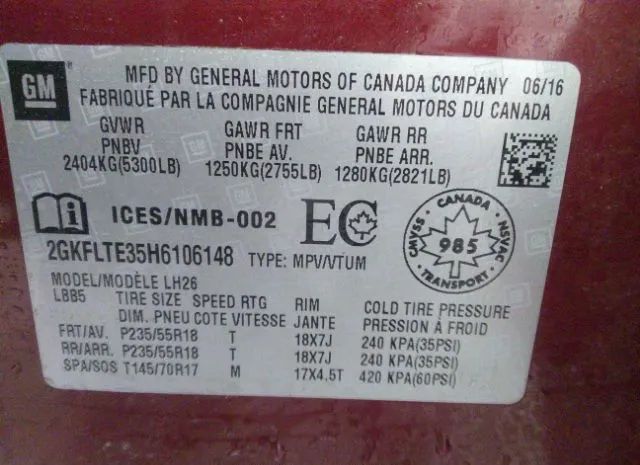 GM
MFD BY GENERAL MOTORS OF CANADA COMPANY 06/16
FABRIQUÉ PAR LA COMPAGNIE GENERAL MOTORS DU CANADA
GVWR GAWR FRT GAWR RR
PNBV PNBE AV. PNBE ARR.
2404KG(5300LB) 1250KG(2755LB) 1280KG(2821LB)
ICES/NMB-002 EC
CMVSS NSVAC 985 TRANSPORT
2GKFLTE35H6106148 TYPE: MPV/VTUM
MODEL/MODÈLE LH26
LBB5 TIRE SIZE SPEED RTG RIM COLD TIRE PRESSURE
DIM. PNEU COTE VITESSE JANTE PRESSION À FROID
FRT/AV. P235/55R18 T 18X7J 240 KPA(35PSI)
RR/ARR. P235/55R18 T 18X7J 240 KPA(35PSI)
SPA/SOS T145/70R17 M 17X4.5T 420 KPA(60PSI)